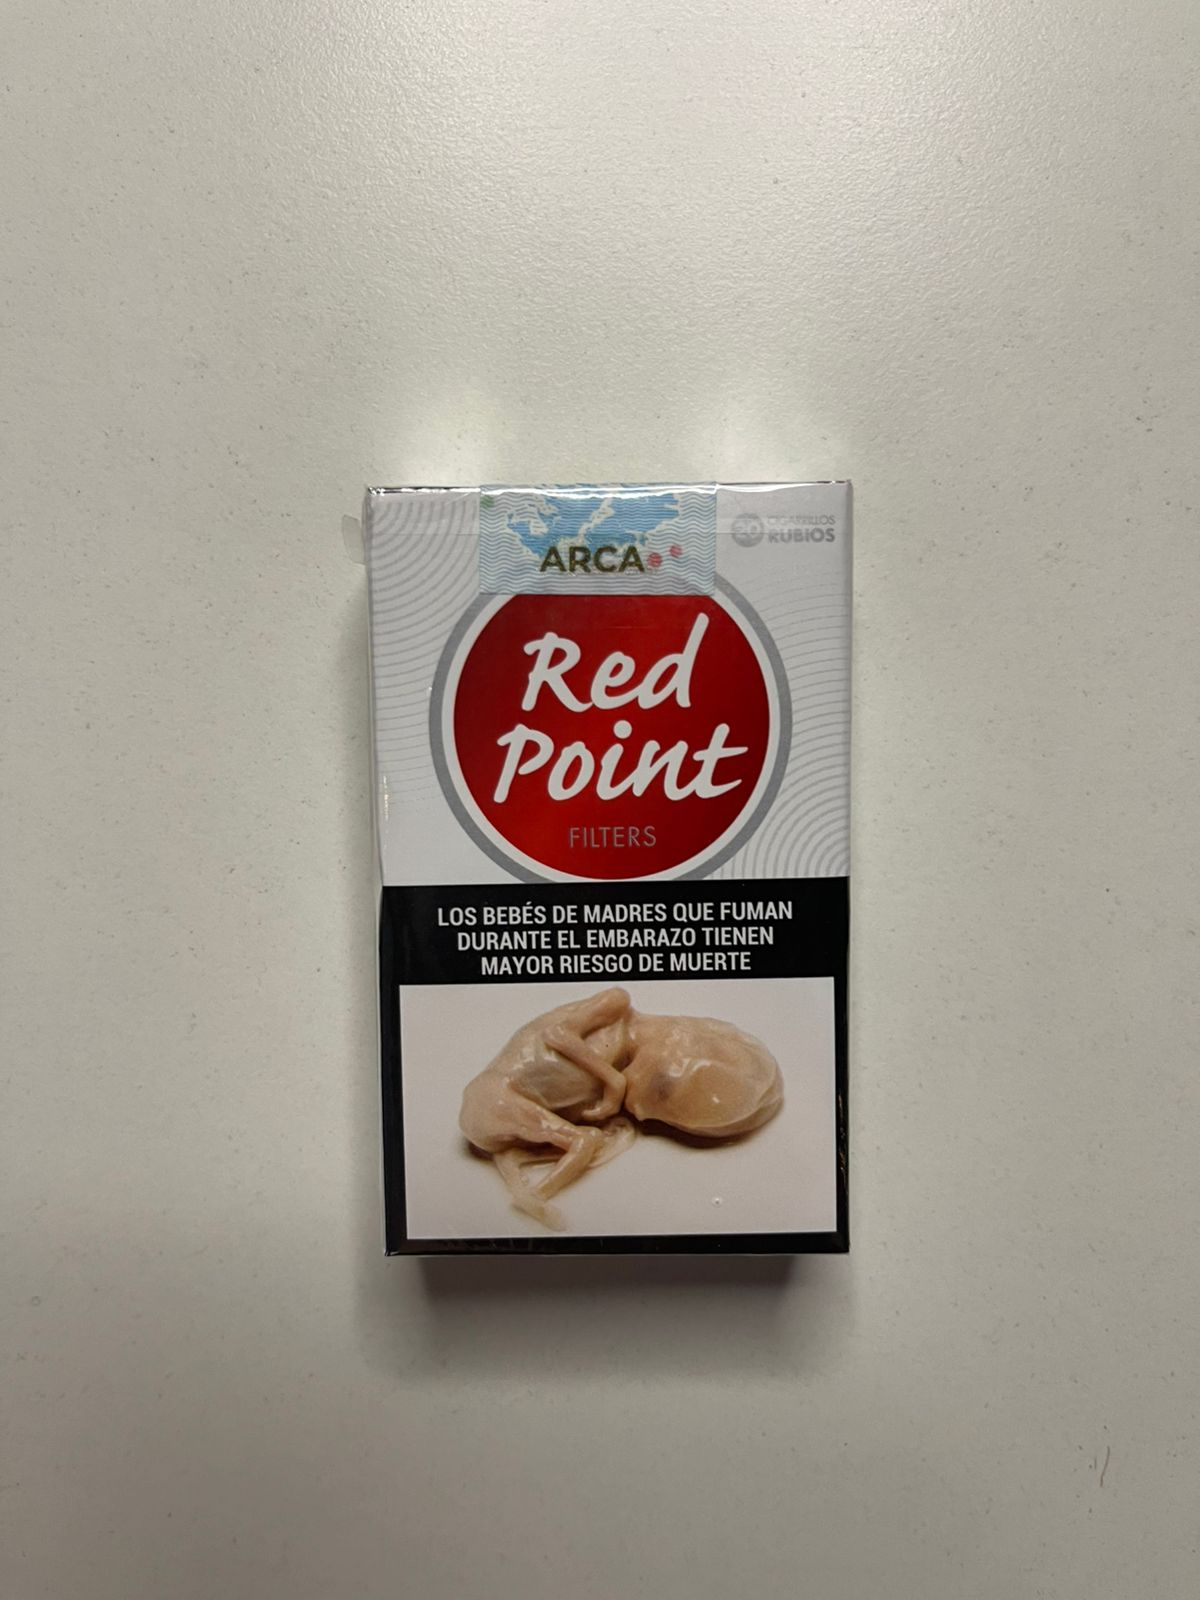 ARCA
20 CIGARRILLOS
RUBIOS
Red
Point
FILTERS
LOS BEBÉS DE MADRES QUE FUMAN
DURANTE EL EMBARAZO TIENEN
MAYOR RIESGO DE MUERTE